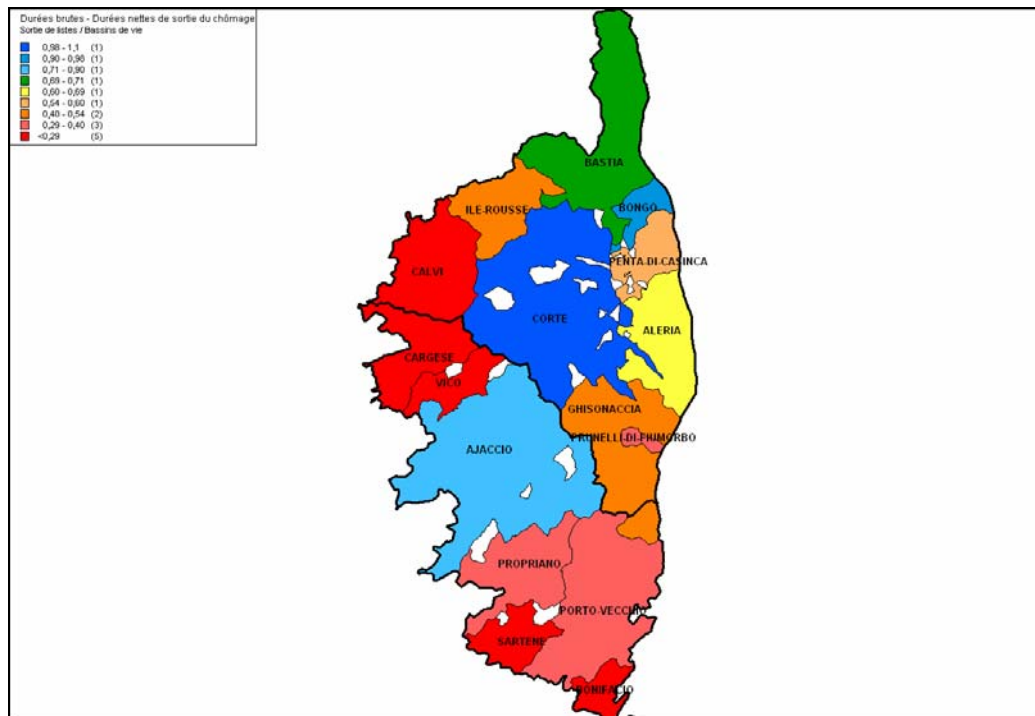 Durées brutes - Durées nettes de sortie du chômage
Sortie de listes / Bassins de vie
0,98 - 1,1 (1)
0,90 - 0,98 (1)
0,71 - 0,90 (1)
0,69 - 0,71 (1)
0,60 - 0,69 (1)
0,54 - 0,60 (1)
0,40 - 0,54 (2)
0,29 - 0,40 (3)
<0,29 (5)
BASTIA
ILE-ROUSSE
BONGO
CALVI
PENTA-DI-CASINCA
CORTE
ALERIA
CARGESE
VICO
GHISONACCIA
PRUNELLI-DI-FIUMORBO
AJACCIO
PROPRIANO
PORTO-VECCHIO
SARTENE
BONIFACIO